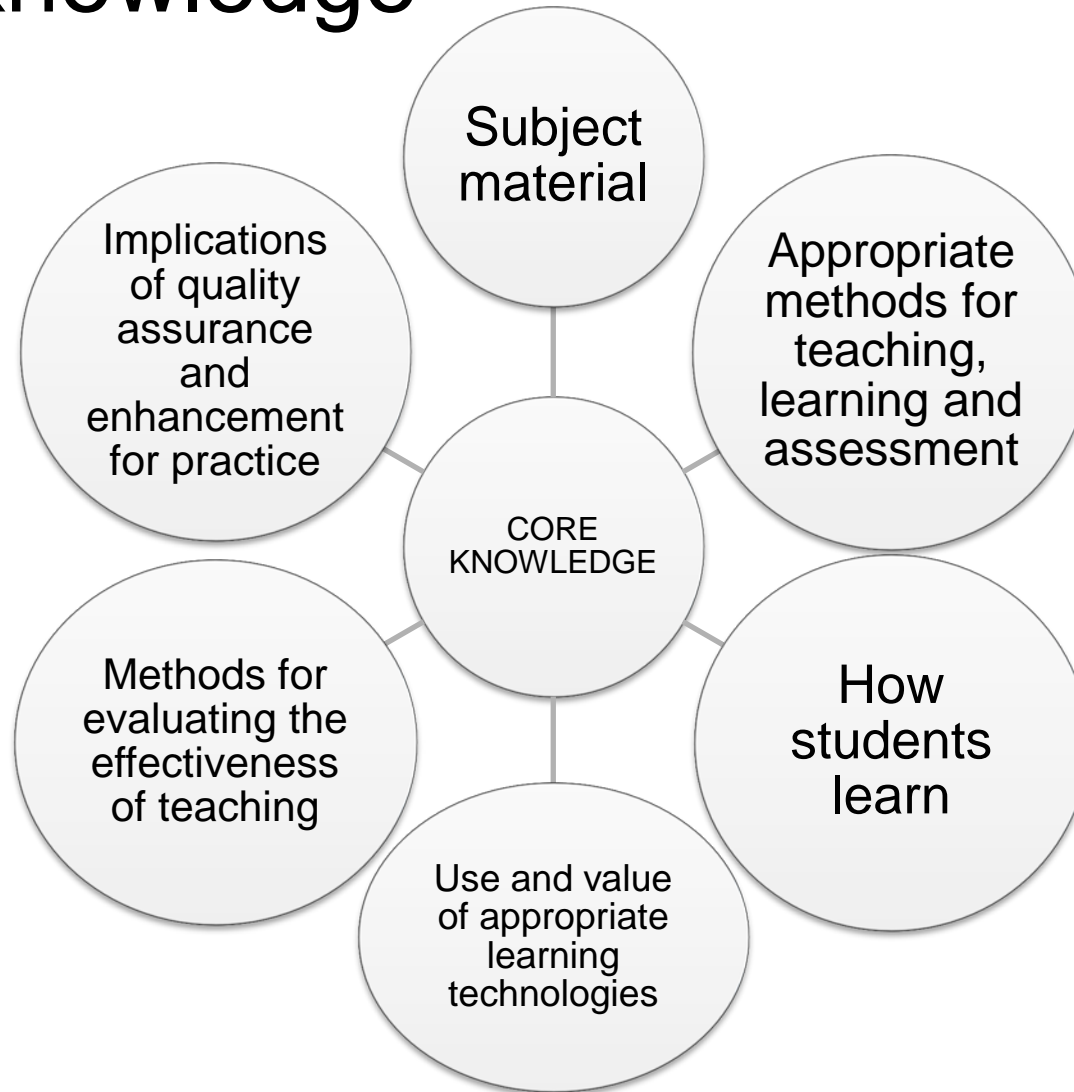 knowledge
Subject
material
Appropriate
methods for
teaching,
learning and
assessment
How
students
learn
Use and value
of appropriate
learning
technologies
Methods for
evaluating the
effectiveness
of teaching
Implications
of quality
assurance
and
enhancement
for practice
CORE
KNOWLEDGE